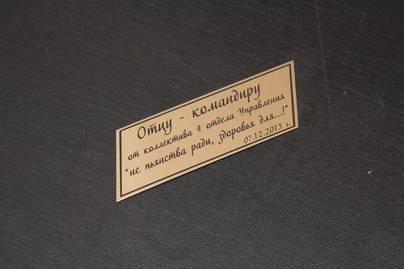 Отцу - командиру
от коллектива 4 отдела Управления
"не пьянства ради, здоровья для...!"
07.12.2013 г.